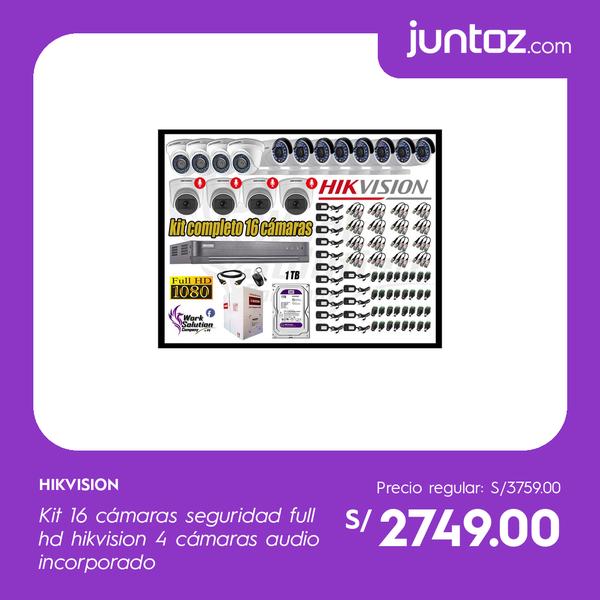 juntoz.com
HIKVISION
kit completo 16 cámaras
Full HD
1080
1 TB
Work
Solution
Company
HIKVISION
Kit 16 cámaras seguridad full
hd hikvision 4 cámaras audio
incorporado
Precio regular: S/3759.00
S/ 2749.00